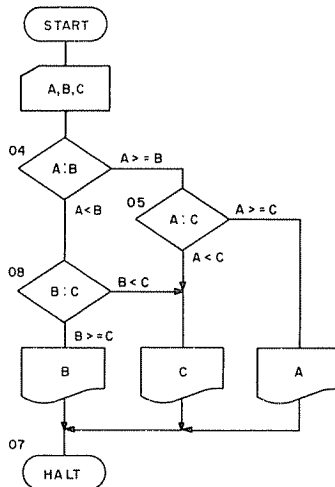 START
A,B,C
04
A:B
A>=B
A<B
05
A:C
A>=C
A<C
08
B:C
B<C
B>=C
B
C
A
07
HALT